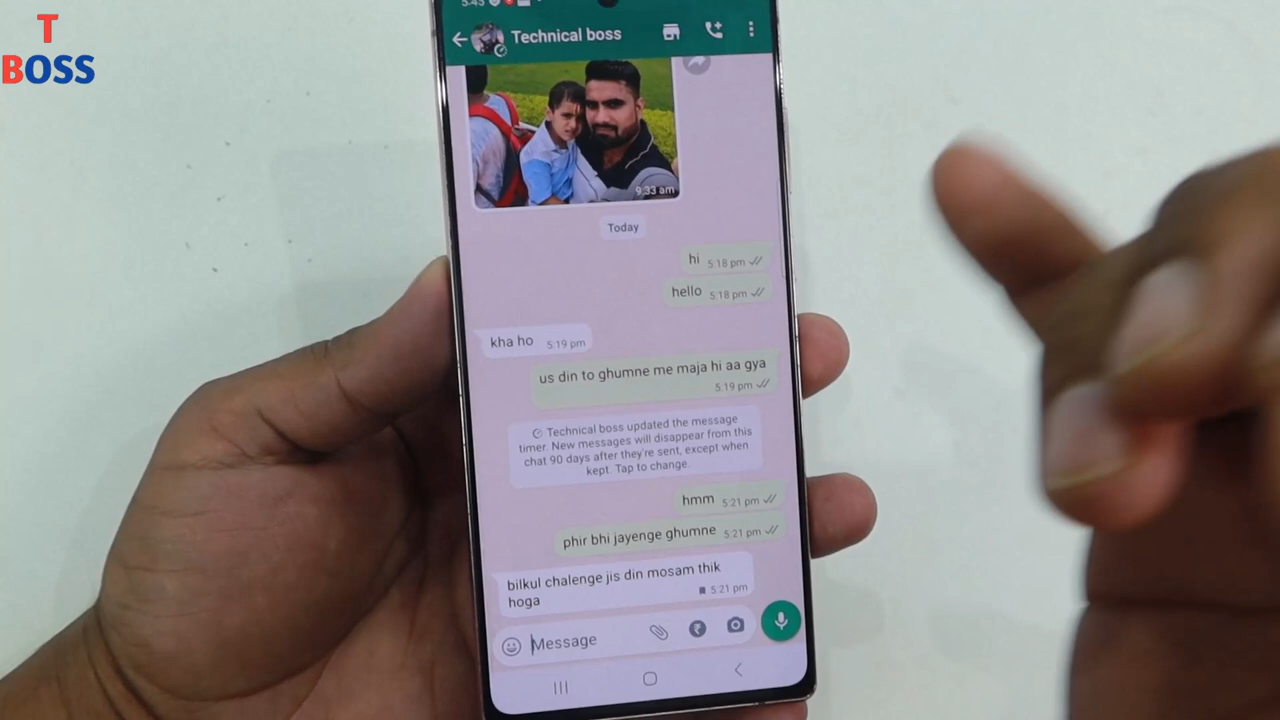 T
BOSS
5:45
Technical boss
9:33 am
Today
hi 5:18 pm
hello 5:18 pm
kha ho 5:19 pm
us din to ghumne me maja hi aa gya
5:19 pm
Technical boss updated the message
timer. New messages will disappear from this
chat 90 days after they're sent, except when
kept. Tap to change.
hmm 5:21 pm
phir bhi jayenge ghumne 5:21 pm
bilkul chalenge jis din mosam thik
hoga 5:21 pm
Message